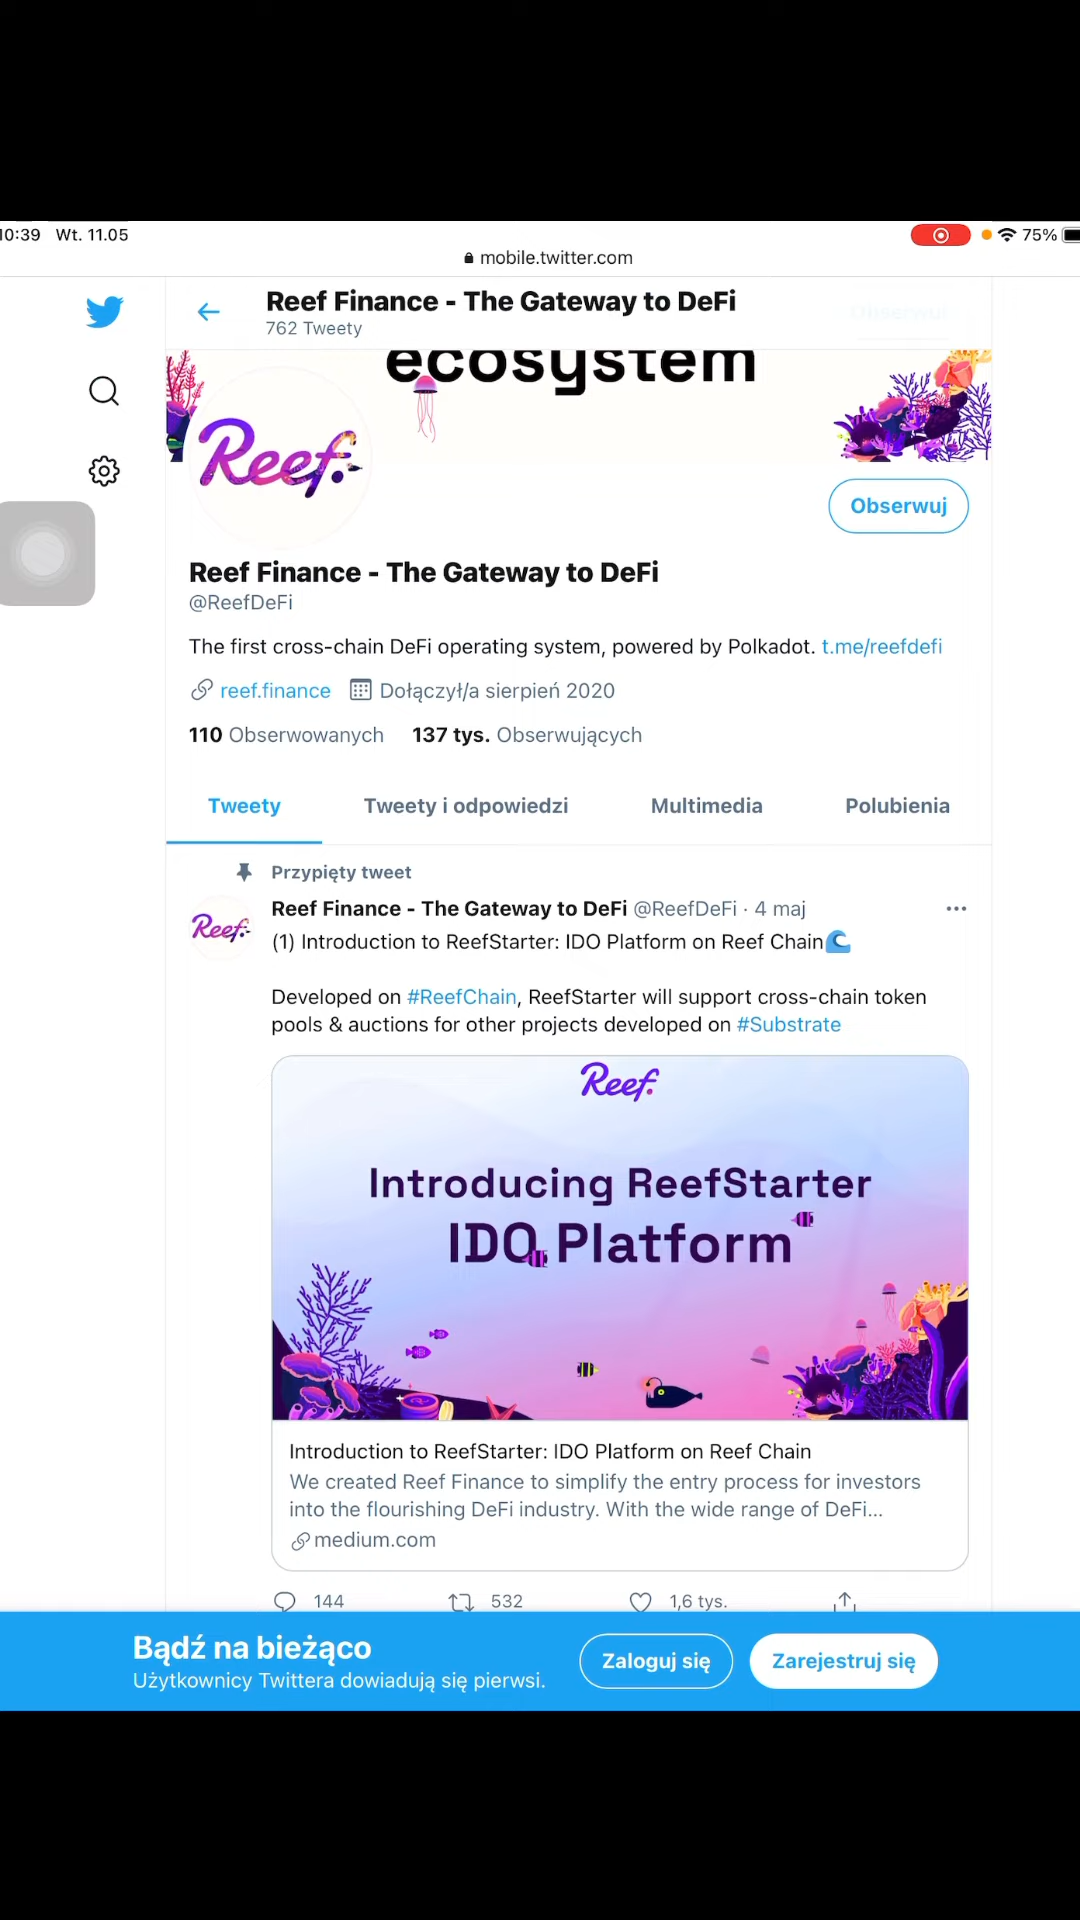 10:39 Wt. 11.05
75%
mobile.twitter.com
Reef Finance - The Gateway to DeFi
762 Tweety
Obserwuj
ecosystem
Reef.
Obserwuj
Reef Finance - The Gateway to DeFi
@ReefDeFi
The first cross-chain DeFi operating system, powered by Polkadot. t.me/reefdefi
reef.finance Dołączył/a sierpień 2020
110 Obserwowanych 137 tys. Obserwujących
Tweety Tweety i odpowiedzi Multimedia Polubienia
Przypięty tweet
Reef Finance - The Gateway to DeFi @ReefDeFi · 4 maj
Reef.
(1) Introduction to ReefStarter: IDO Platform on Reef Chain🌊
Developed on #ReefChain, ReefStarter will support cross-chain token
pools & auctions for other projects developed on #Substrate
Reef.
Introducing ReefStarter
IDO Platform
Introduction to ReefStarter: IDO Platform on Reef Chain
We created Reef Finance to simplify the entry process for investors
into the flourishing DeFi industry. With the wide range of DeFi...
medium.com
144 532 1,6 tys.
Bądź na bieżąco
Użytkownicy Twittera dowiadują się pierwsi.
Zaloguj się Zarejestruj się